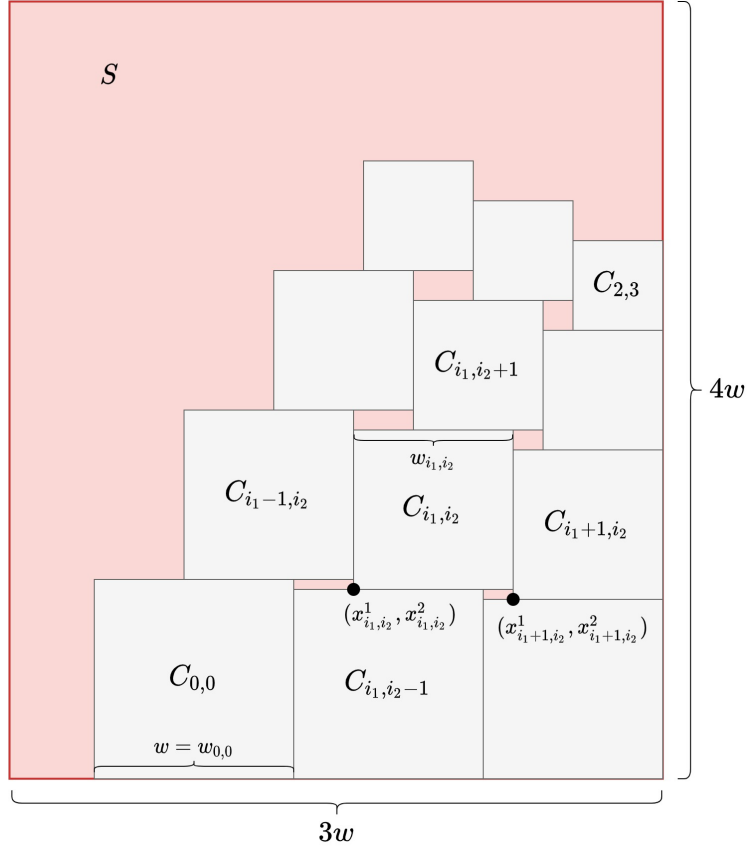 S
C_{2,3}
C_{i_1,i_2+1}
4w
w_{i_1,i_2}
C_{i_1-1,i_2}
C_{i_1,i_2}
C_{i_1+1,i_2}
(x^1_{i_1,i_2}, x^2_{i_1,i_2})
(x^1_{i_1+1,i_2}, x^2_{i_1+1,i_2})
C_{0,0}
C_{i_1,i_2-1}
w = w_{0,0}
3w